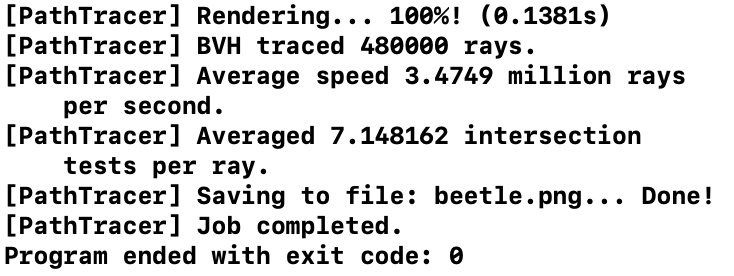 [PathTracer] Rendering... 100%! (0.1381s)
[PathTracer] BVH traced 480000 rays.
[PathTracer] Average speed 3.4749 million rays
per second.
[PathTracer] Averaged 7.148162 intersection
tests per ray.
[PathTracer] Saving to file: beetle.png... Done!
[PathTracer] Job completed.
Program ended with exit code: 0